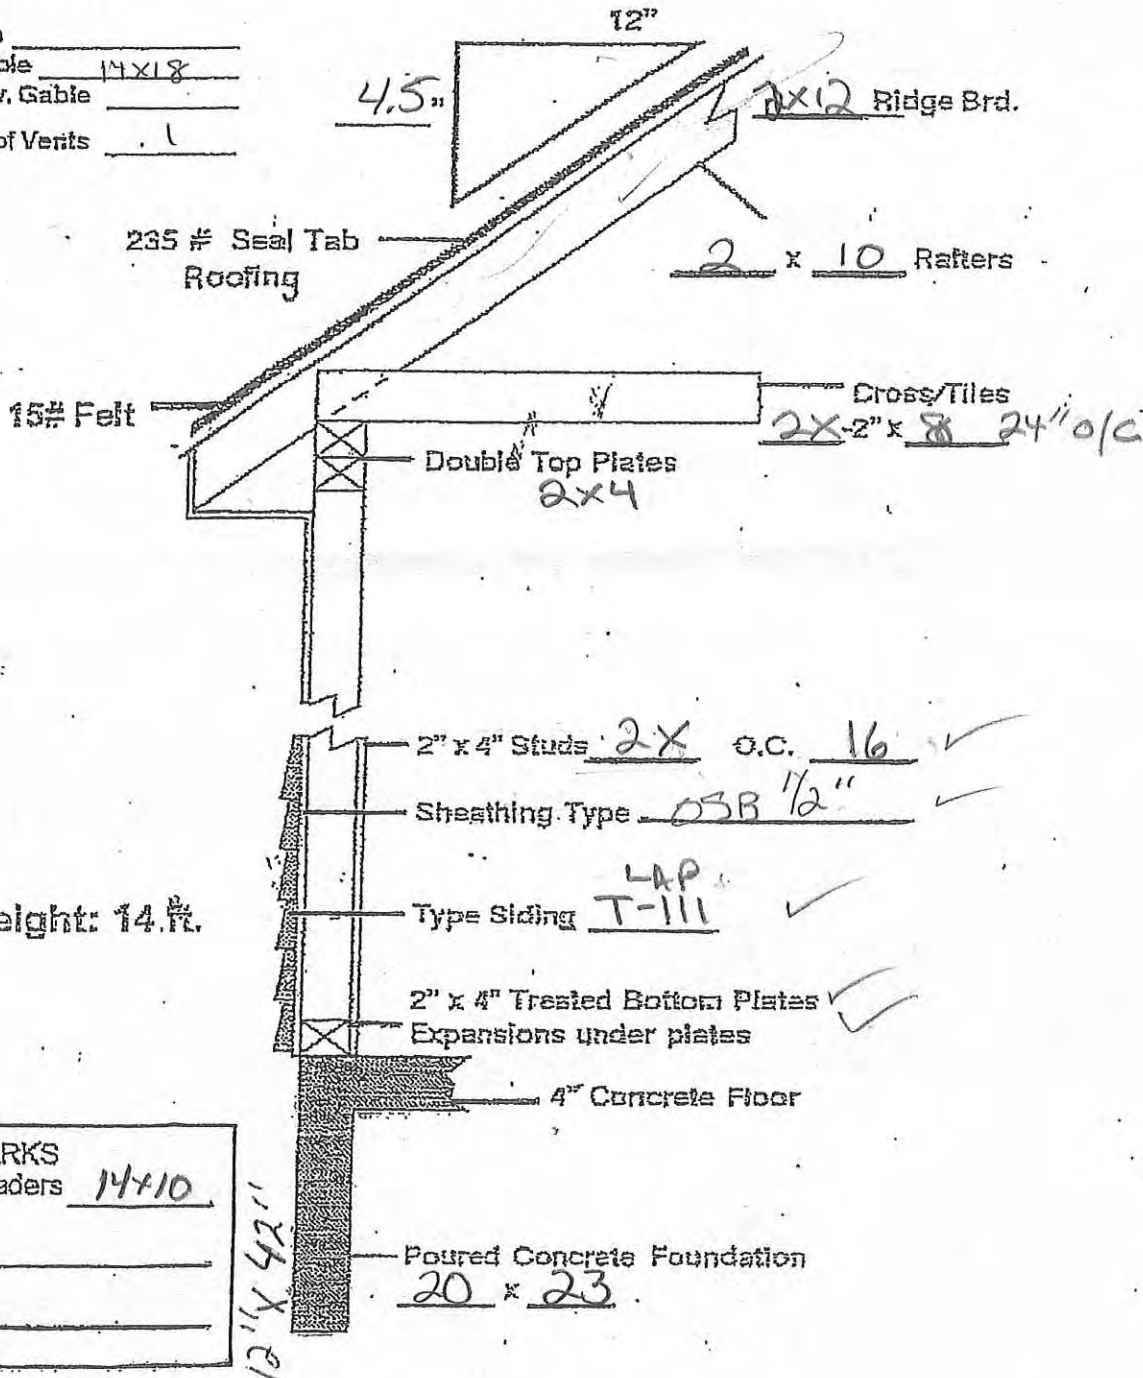 14x18
. Gable
of Vents . 1
12"
4.5"
2x12 Ridge Brd.
235 # Seal Tab
Roofing
2 x 10 Rafters
15# Felt
Cross/Tiles
2X-2" x 8 24" O/C
Double Top Plates
2x4
2" x 4" Studs 2X O.C. 16
Sheathing Type OSB 1/2"
LAP
Type Siding T-111
eight: 14.ft.
2" x 4" Treated Bottom Plates
Expansions under plates
4" Concrete Floor
RKS
aders 14x10
12" X 42"
Poured Concrete Foundation
20 x 23